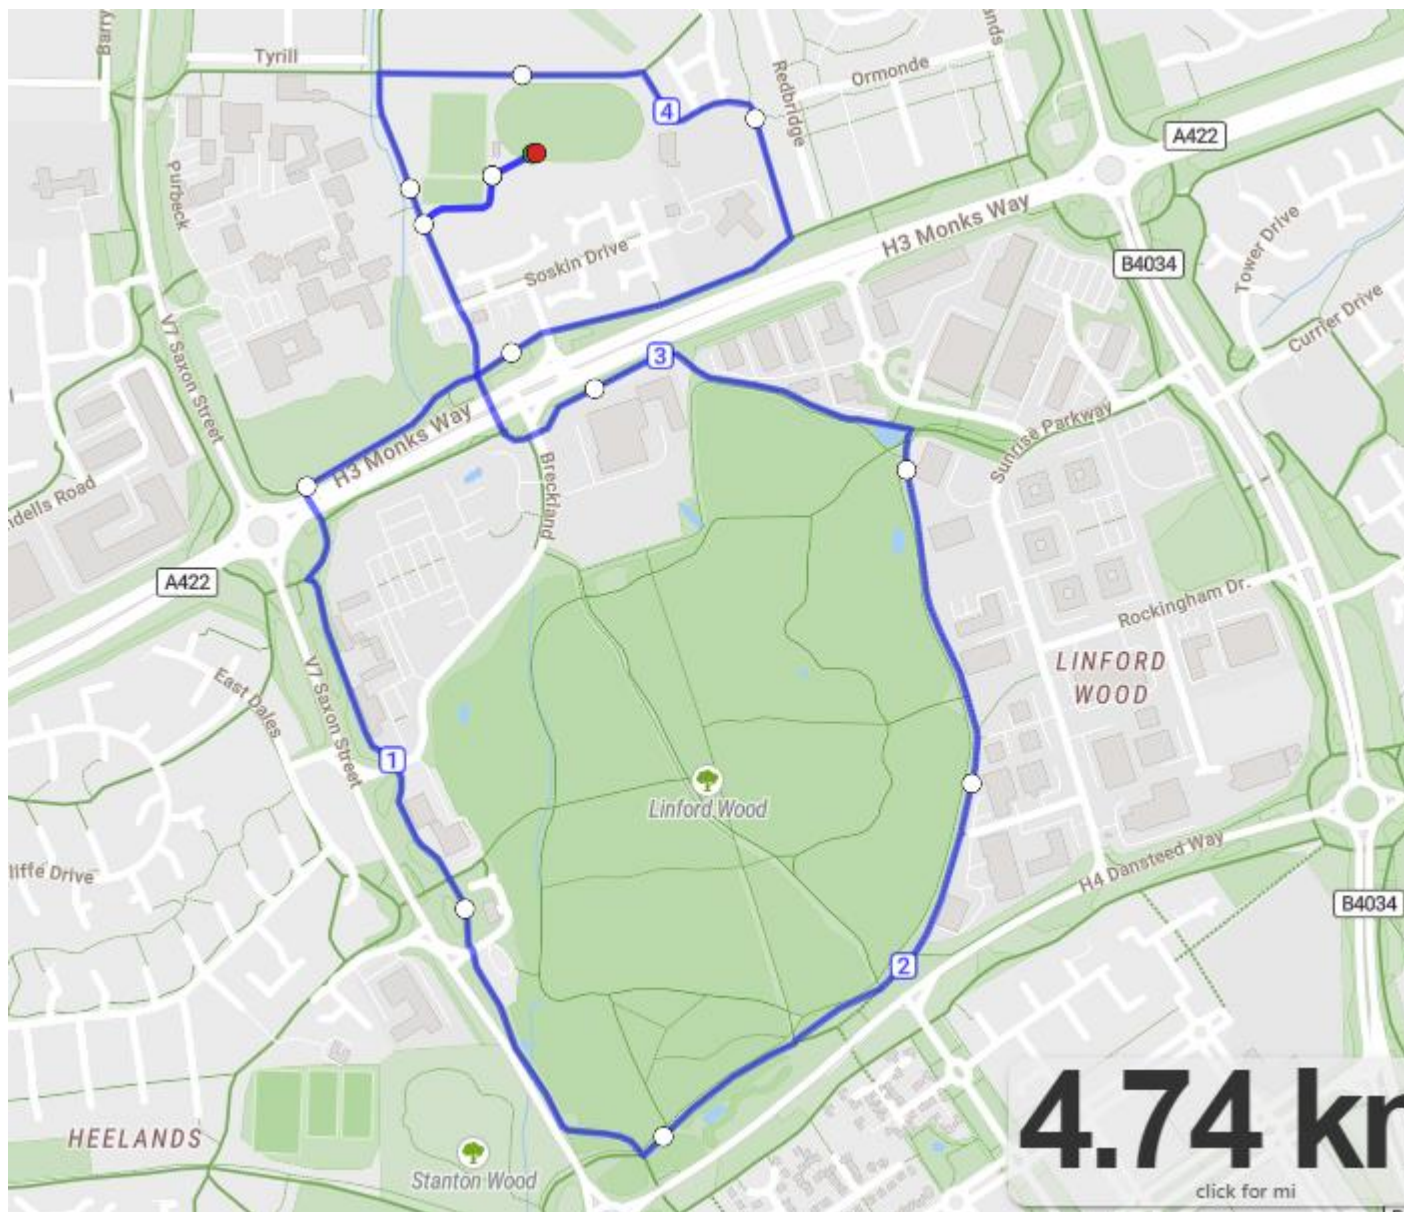 Barry
Tyrill
Redbridge
Ormonde
4
A422
Purbeck
H3 Monks Way
Tower Drive
B4034
Soskin Drive
Currier Drive
V7 Saxon Street
3
Sunrise Parkway
H3 Monks Way
Breckland
A422
Rockingham Dr.
LINFORD
WOOD
East Dales
V7 Saxon Street
1
Linford Wood
H4 Dansteed Way
B4034
2
4.74 k
HEELANDS
Stanton Wood
click for mi